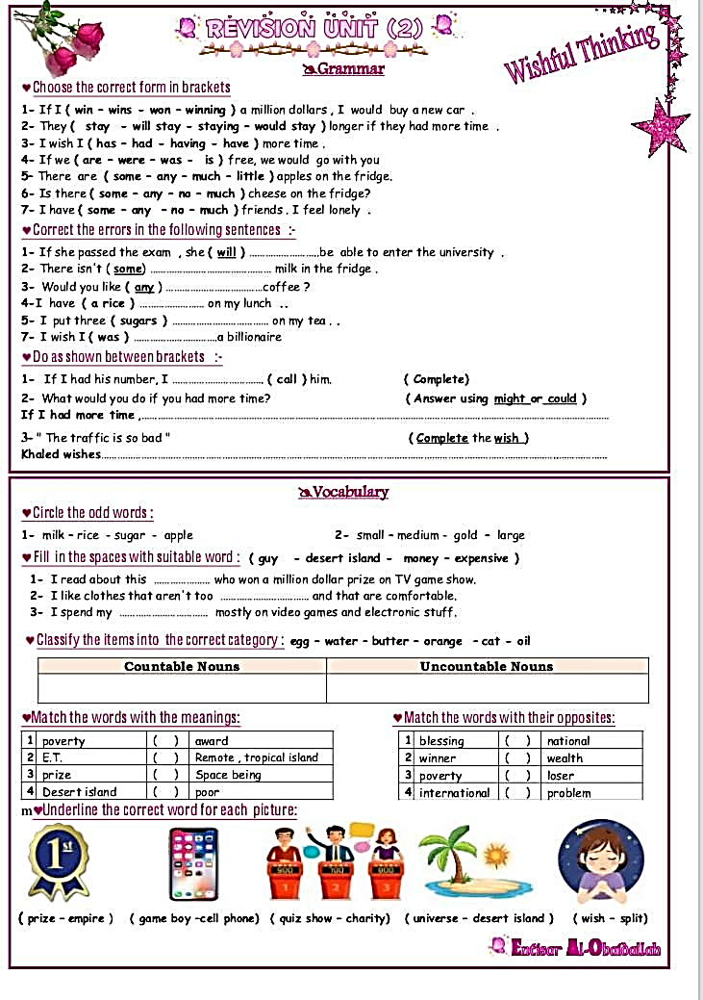 REVISION UNIT (2)
Wishful Thinking
Grammar
♥Choose the correct form in brackets
1- If I ( win – wins – won – winning ) a million dollars , I would buy a new car .
2- They ( stay – will stay – staying – would stay ) longer if they had more time .
3- I wish I ( has – had – having – have ) more time .
4- If we ( are – were – was – is ) free, we would go with you
5- There are ( some – any – much – little ) apples on the fridge.
6- Is there ( some – any – no – much ) cheese on the fridge?
7- I have ( some – any – no – much ) friends . I feel lonely .
♥Correct the errors in the following sentences :-
1- If she passed the exam , she ( will ) ........................be able to enter the university .
2- There isn't ( some) .......................................... milk in the fridge .
3- Would you like ( any ) ..................................coffee ?
4-I have ( a rice ) ...................... on my lunch ..
5- I put three ( sugars ) ................................. on my tea . .
7- I wish I ( was ) .............................a billionaire
♥Do as shown between brackets :-
1- If I had his number, I ................................ ( call ) him. ( Complete)
2- What would you do if you had more time? ( Answer using might or could )
If I had more time ,................................................................................
3- " The traffic is so bad " ( Complete the wish )
Khaled wishes................................................................................
Vocabulary
♥Circle the odd words :
1- milk – rice - sugar - apple 2- small – medium - gold – large
♥Fill in the spaces with suitable word : ( guy - desert island - money – expensive )
1- I read about this .................... who won a million dollar prize on TV game show.
2- I like clothes that aren't too ............................... and that are comfortable.
3- I spend my ............................... mostly on video games and electronic stuff.
♥Classify the items into the correct category : egg – water – butter – orange - cat - oil
Countable Nouns Uncountable Nouns
♥Match the words with the meanings:
1 poverty ( ) award
2 E.T. ( ) Remote , tropical island
3 prize ( ) Space being
4 Desert island ( ) poor
♥Match the words with their opposites:
1 blessing ( ) national
2 winner ( ) wealth
3 poverty ( ) loser
4 international ( ) problem
m♥Underline the correct word for each picture:
1st
900 700 800
1 2 3
( prize – empire ) ( game boy –cell phone) ( quiz show – charity) ( universe – desert island ) ( wish – split)
Entisar Al-Obaidallah